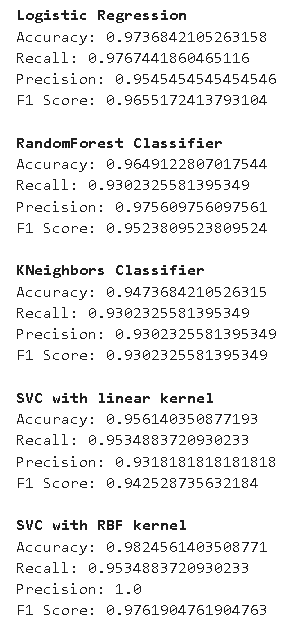 Logistic Regression
Accuracy: 0.9736842105263158
Recall: 0.9767441860465116
Precision: 0.9545454545454546
F1 Score: 0.9655172413793104
RandomForest Classifier
Accuracy: 0.9649122807017544
Recall: 0.9302325581395349
Precision: 0.975609756097561
F1 Score: 0.9523809523809524
KNeighbors Classifier
Accuracy: 0.9473684210526315
Recall: 0.9302325581395349
Precision: 0.9302325581395349
F1 Score: 0.9302325581395349
SVC with linear kernel
Accuracy: 0.956140350877193
Recall: 0.9534883720930233
Precision: 0.9318181818181818
F1 Score: 0.942528735632184
SVC with RBF kernel
Accuracy: 0.9824561403508771
Recall: 0.9534883720930233
Precision: 1.0
F1 Score: 0.9761904761904763